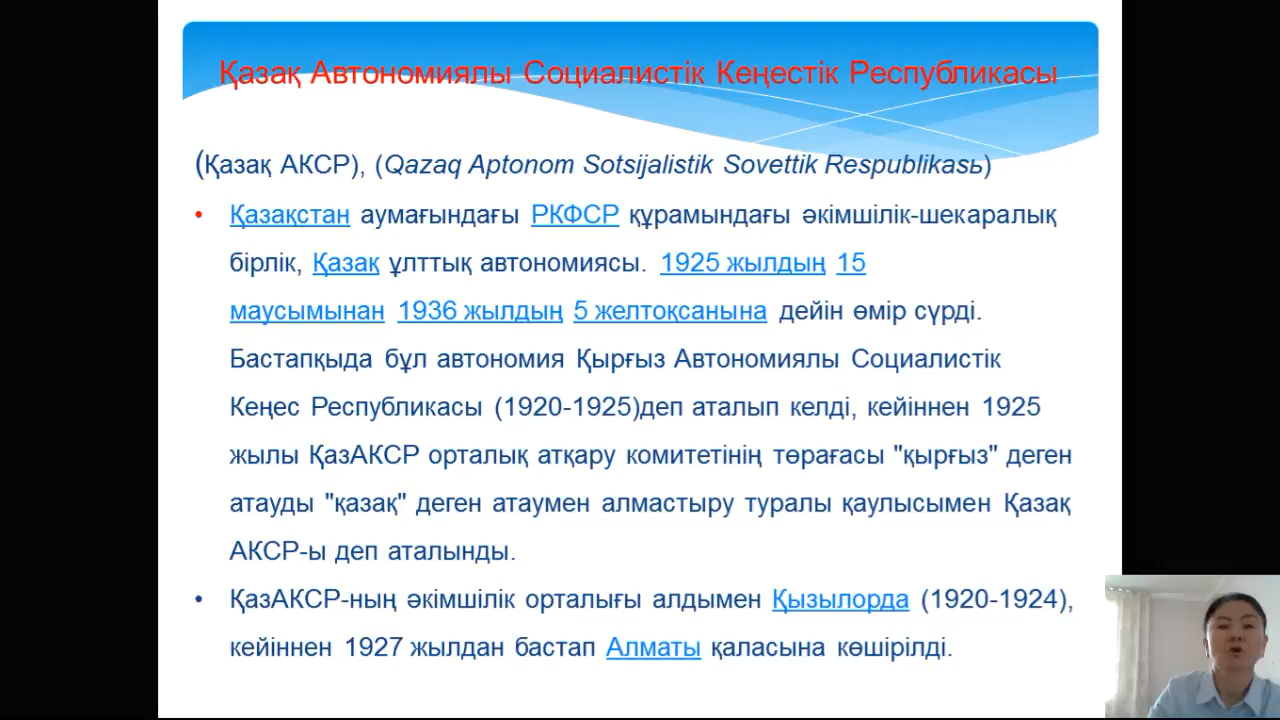 Қазақ Автономиялы Социалистік Кеңестік Республикасы
(Қазақ АКСР), (Qazaq Aptonom Sotsijalistik Sovettik Respublikasь)
• Қазақстан аумағындағы РКФСР құрамындағы әкімшілік-шекаралық
бірлік, Қазақ ұлттық автономиясы. 1925 жылдың 15
маусымынан 1936 жылдың 5 желтоқсанына дейін өмір сүрді.
Бастапқыда бұл автономия Қырғыз Автономиялы Социалистік
Кеңес Республикасы (1920-1925)деп аталып келді, кейіннен 1925
жылы ҚазАКСР орталық атқару комитетінің төрағасы "қырғыз" деген
атауды "қазақ" деген атаумен алмастыру туралы қаулысымен Қазақ
АКСР-ы деп аталынды.
• ҚазАКСР-ның әкімшілік орталығы алдымен Қызылорда (1920-1924),
кейіннен 1927 жылдан бастап Алматы қаласына көшірілді.